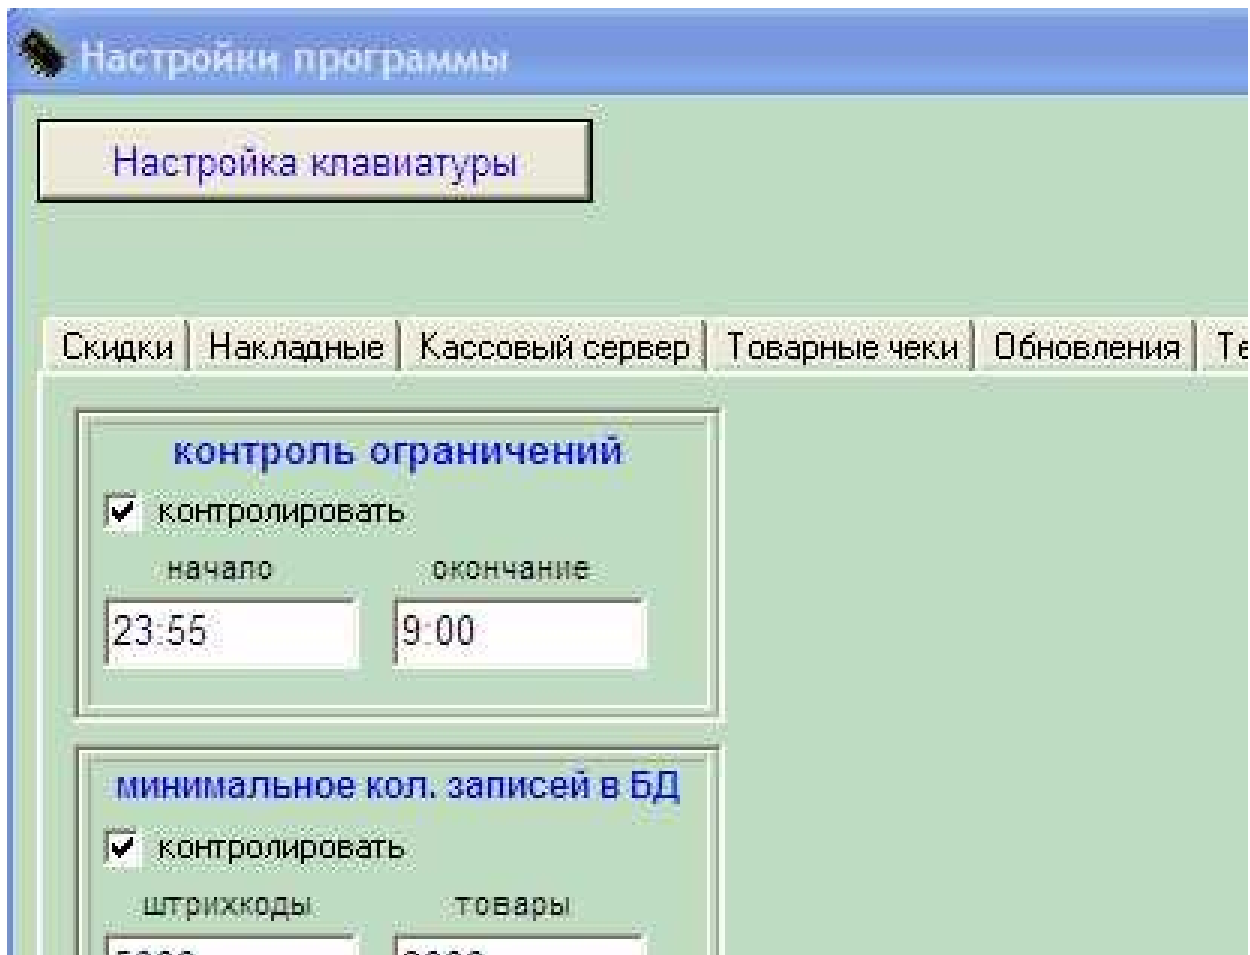 Настройки программы
Настройка клавиатуры
Скидки Накладные Кассовый сервер Товарные чеки Обновления
контроль ограничений
контролировать
начало окончание
23:55 9:00
минимальное кол. записей в БД
контролировать
штрихкоды товары